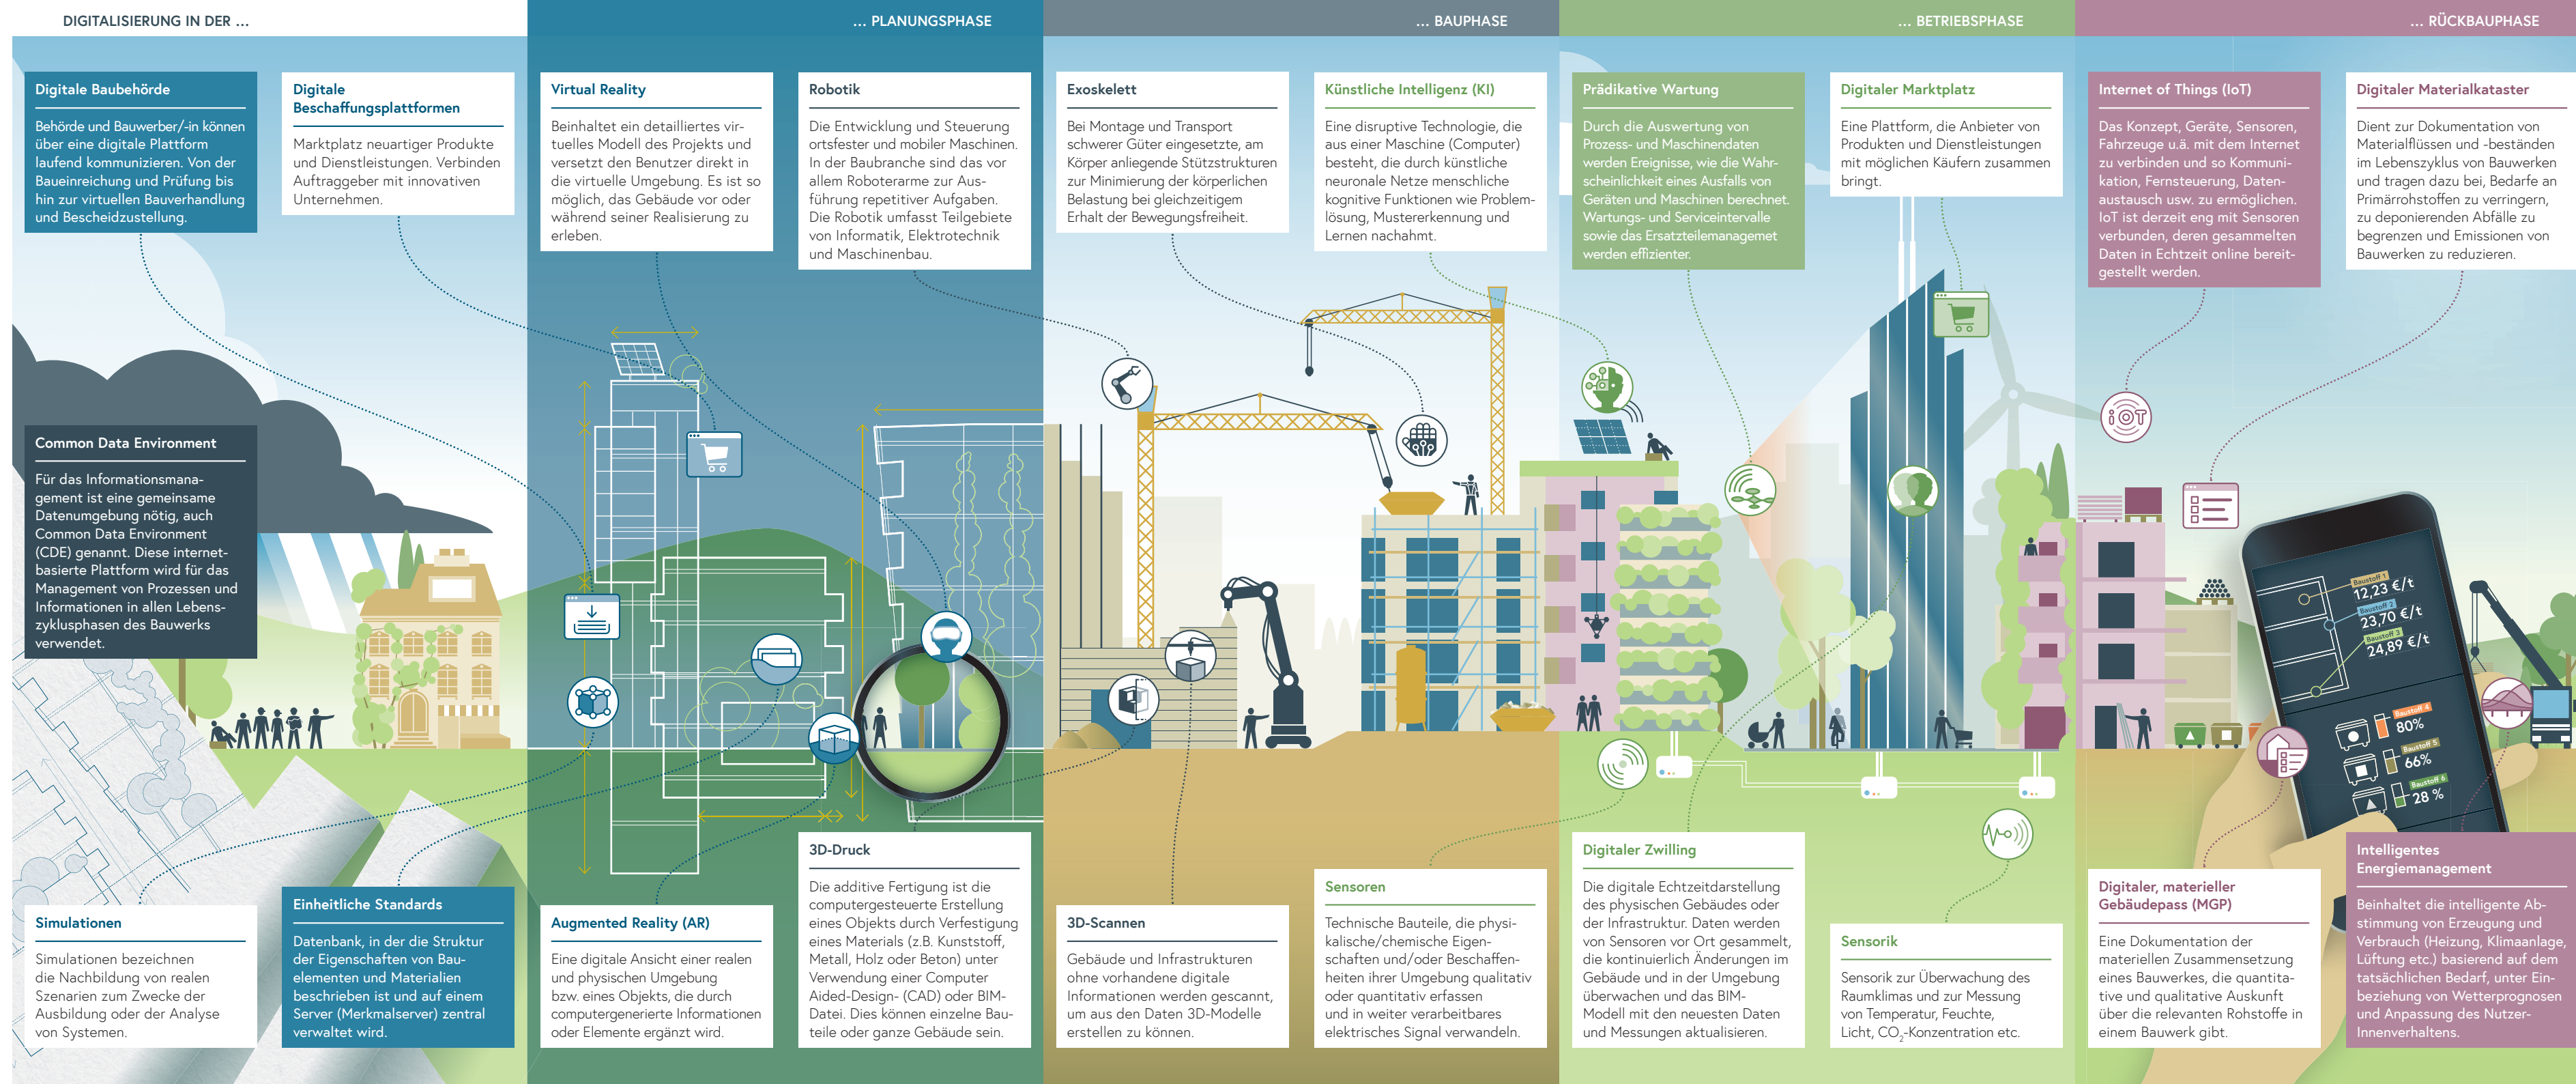 DIGITALISIERUNG IN DER ...
... PLANUNGSPHASE
... BAUPHASE
... BETRIEBSPHASE
... RÜCKBAUPHASE
Digitale Baubehörde
Behörde und Bauwerber/-in können
über eine digitale Plattform
laufend kommunizieren. Von der
Baueinreichung und Prüfung bis
hin zur virtuellen Bauverhandlung
und Bescheidzustellung.
Digitale
Beschaffungsplattformen
Marktplatz neuartiger Produkte
und Dienstleistungen. Verbinden
Auftraggeber mit innovativen
Unternehmen.
Virtual Reality
Beinhaltet ein detailliertes vir-
tuelles Modell des Projekts und
versetzt den Benutzer direkt in
die virtuelle Umgebung. Es ist so
möglich, das Gebäude vor oder
während seiner Realisierung zu
erleben.
Robotik
Die Entwicklung und Steuerung
ortsfester und mobiler Maschinen.
In der Baubranche sind das vor
allem Roboterarme zur Aus-
führung repetitiver Aufgaben.
Die Robotik umfasst Teilgebiete
von Informatik, Elektrotechnik
und Maschinenbau.
Exoskelett
Bei Montage und Transport
schwerer Güter eingesetzte, am
Körper anliegende Stützstrukturen
zur Minimierung der körperlichen
Belastung bei gleichzeitigem
Erhalt der Bewegungsfreiheit.
Künstliche Intelligenz (KI)
Eine disruptive Technologie, die
aus einer Maschine (Computer)
besteht, die durch künstliche
neuronale Netze menschliche
kognitive Funktionen wie Problem-
lösung, Mustererkennung und
Lernen nachahmt.
Prädikative Wartung
Durch die Auswertung von
Prozess- und Maschinendaten
werden Ereignisse, wie die Wahr-
scheinlichkeit eines Ausfalls von
Geräten und Maschinen berechnet.
Wartungs- und Serviceintervalle
sowie das Ersatzteilemanagemet
werden effizienter.
Digitaler Marktplatz
Eine Plattform, die Anbieter von
Produkten und Dienstleistungen
mit möglichen Käufern zusammen
bringt.
Internet of Things (IoT)
Das Konzept, Geräte, Sensoren,
Fahrzeuge u.ä. mit dem Internet
zu verbinden und so Kommuni-
kation, Fernsteuerung, Daten-
austausch usw. zu ermöglichen.
IoT ist derzeit eng mit Sensoren
verbunden, deren gesammelten
Daten in Echtzeit online bereit-
gestellt werden.
Digitaler Materialkataster
Dient zur Dokumentation von
Materialflüssen und -beständen
im Lebenszyklus von Bauwerken
und tragen dazu bei, Bedarfe an
Primärrohstoffen zu verringern,
zu deponierenden Abfälle zu
begrenzen und Emissionen von
Bauwerken zu reduzieren.
Common Data Environment
Für das Informationsmana-
gement ist eine gemeinsame
Datenumgebung nötig, auch
Common Data Environment
(CDE) genannt. Diese internet-
basierte Plattform wird für das
Management von Prozessen und
Informationen in allen Lebens-
zyklusphasen des Bauwerks
verwendet.
iOT
Baustoff 1
12,23 €/t
Baustoff 2
23,70 €/t
Baustoff 3
24,89 €/t
Baustoff 4
80%
Baustoff 5
66%
Baustoff 6
28 %
Simulationen
Simulationen bezeichnen
die Nachbildung von realen
Szenarien zum Zwecke der
Ausbildung oder der Analyse
von Systemen.
Einheitliche Standards
Datenbank, in der die Struktur
der Eigenschaften von Bau-
elementen und Materialien
beschrieben ist und auf einem
Server (Merkmalserver) zentral
verwaltet wird.
Augmented Reality (AR)
Eine digitale Ansicht einer realen
und physischen Umgebung
bzw. eines Objekts, die durch
computergenerierte Informationen
oder Elemente ergänzt wird.
3D-Druck
Die additive Fertigung ist die
computergesteuerte Erstellung
eines Objekts durch Verfestigung
eines Materials (z.B. Kunststoff,
Metall, Holz oder Beton) unter
Verwendung einer Computer
Aided-Design- (CAD) oder BIM-
Datei. Dies können einzelne Bau-
teile oder ganze Gebäude sein.
3D-Scannen
Gebäude und Infrastrukturen
ohne vorhandene digitale
Informationen werden gescannt,
um aus den Daten 3D-Modelle
erstellen zu können.
Sensoren
Technische Bauteile, die physi-
kalische/chemische Eigen-
schaften und/oder Beschaffen-
heiten ihrer Umgebung qualitativ
oder quantitativ erfassen
und in weiter verarbeitbares
elektrisches Signal verwandeln.
Digitaler Zwilling
Die digitale Echtzeitdarstellung
des physischen Gebäudes oder
der Infrastruktur. Daten werden
von Sensoren vor Ort gesammelt,
die kontinuierlich Änderungen im
Gebäude und in der Umgebung
überwachen und das BIM-
Modell mit den neuesten Daten
und Messungen aktualisieren.
Sensorik
Sensorik zur Überwachung des
Raumklimas und zur Messung
von Temperatur, Feuchte,
Licht, CO₂-Konzentration etc.
Digitaler, materieller
Gebäudepass (MGP)
Eine Dokumentation der
materiellen Zusammensetzung
eines Bauwerkes, die quantita-
tive und qualitative Auskunft
über die relevanten Rohstoffe in
einem Bauwerk gibt.
Intelligentes
Energiemanagement
Beinhaltet die intelligente Ab-
stimmung von Erzeugung und
Verbrauch (Heizung, Klimaanlage,
Lüftung etc.) basierend auf dem
tatsächlichen Bedarf, unter Ein-
beziehung von Wetterprognosen
und Anpassung des Nutzer-
Innenverhaltens.